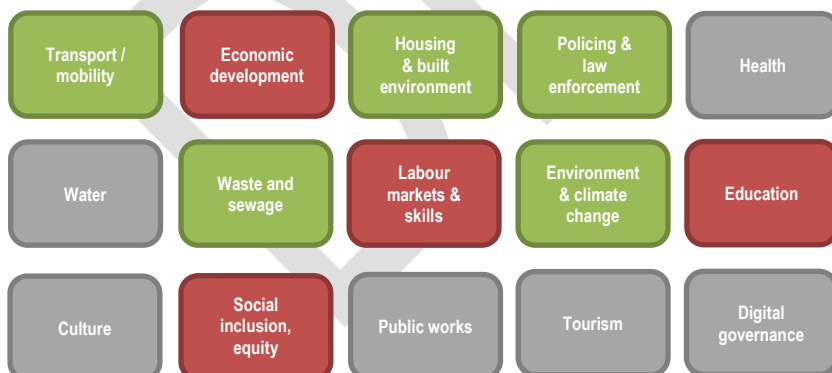 Transport /
mobility
Economic
development
Housing
& built
environment
Policing &
law
enforcement
Health
Water
Waste and
sewage
Labour
markets &
skills
Environment
& climate
change
Education
Culture
Social
inclusion,
equity
Public works
Tourism
Digital
governance